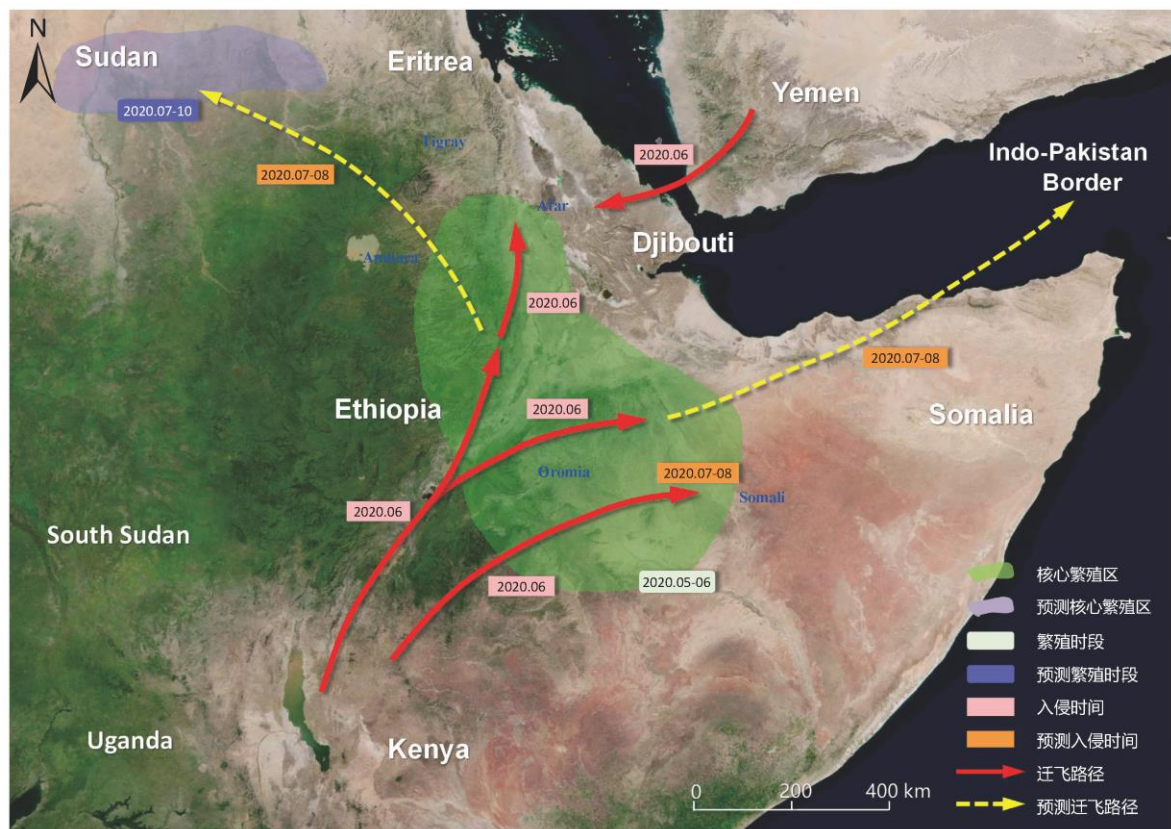 N
Sudan
Eritrea
Yemen
2020.07-10
Tigray
2020.06
Indo-Pakistan
Border
2020.07-08
Afar
Djibouti
Amhara
2020.06
2020.07-08
Ethiopia
2020.06
Somalia
Oromia
2020.07-08
Somali
2020.06
South Sudan
2020.06
2020.05-06
核心繁殖区
预测核心繁殖区
繁殖时段
预测繁殖时段
入侵时间
预测入侵时间
迁飞路径
预测迁飞路径
Uganda
Kenya
0 200 400 km